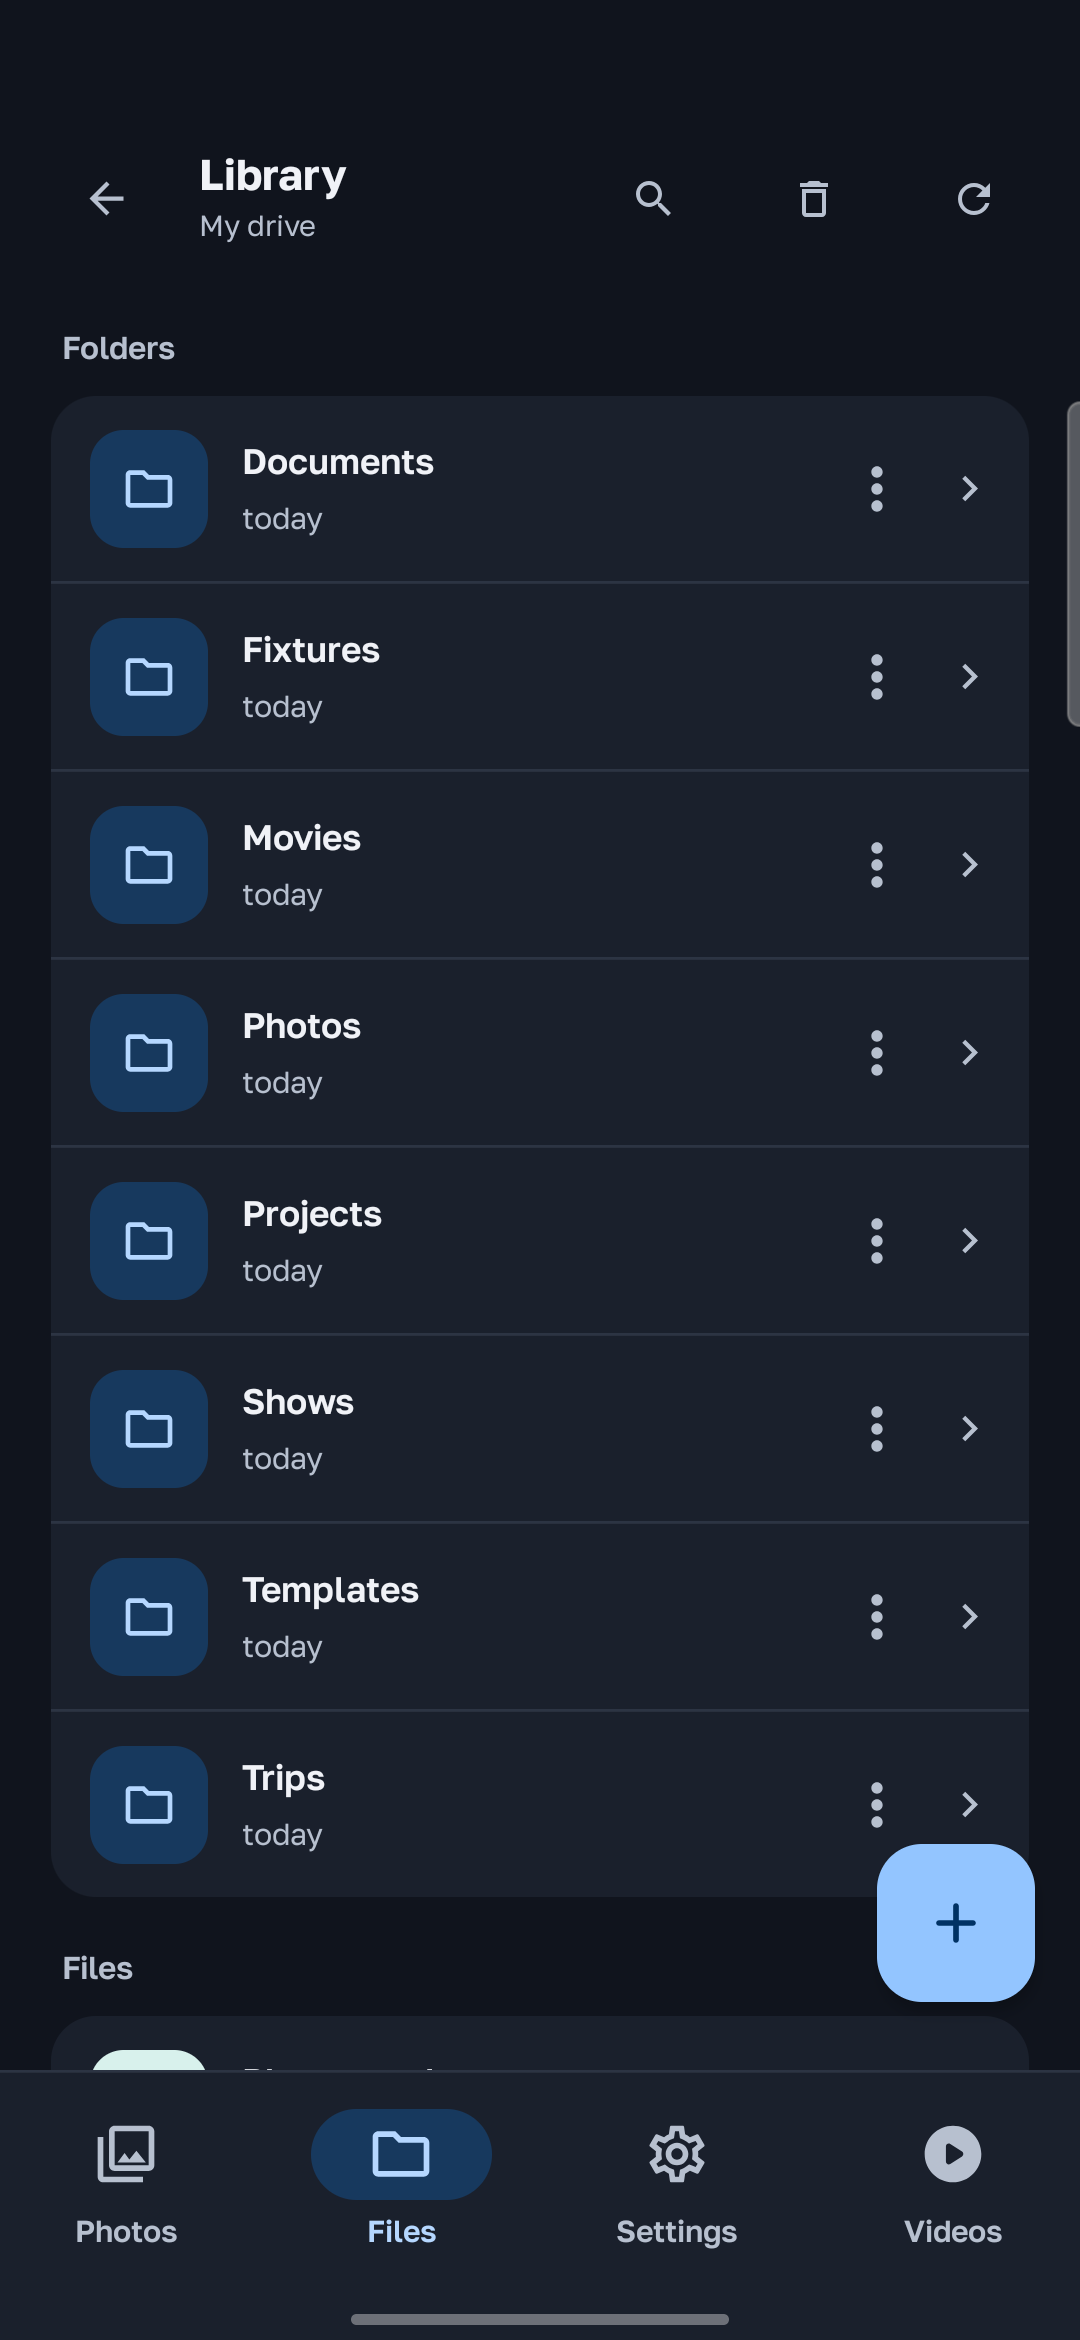 Library
My drive
Folders
Documents
today
Fixtures
today
Movies
today
Photos
today
Projects
today
Shows
today
Templates
today
Trips
today
Files
Photos
Files
Settings
Videos